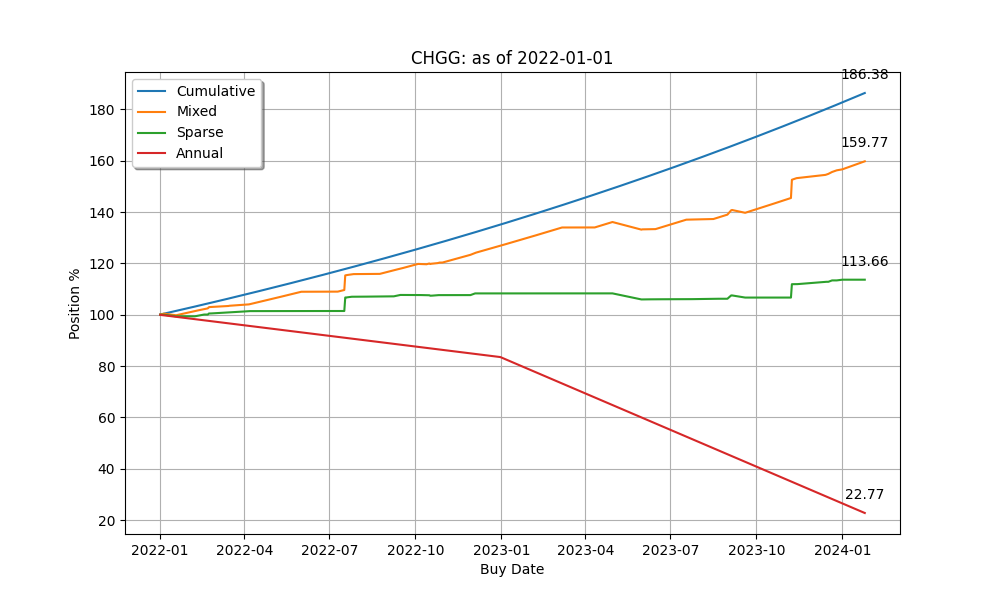 CHGG: as of 2022-01-01
Cumulative
Mixed
Sparse
Annual
186.38
159.77
113.66
22.77
180
160
140
120
100
80
60
40
20
Position %
2022-01 2022-04 2022-07 2022-10 2023-01 2023-04 2023-07 2023-10 2024-01
Buy Date